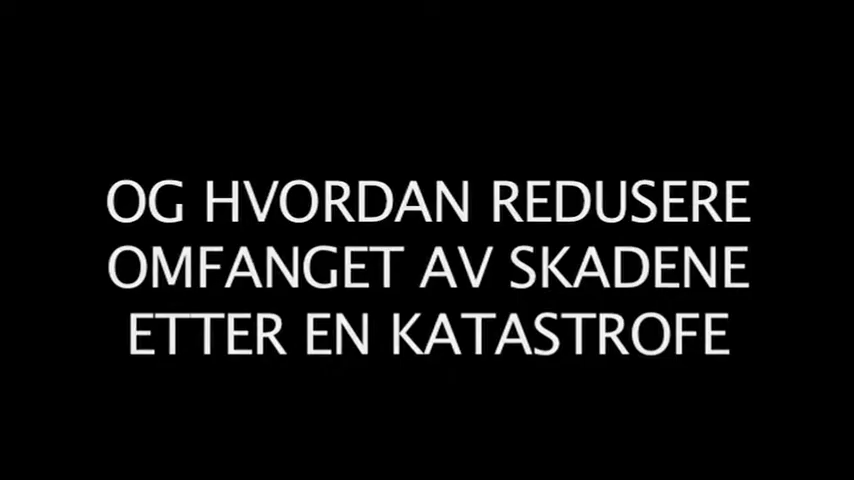 OG HVORDAN REDUSERE
OMFANGET AV SKADENE
ETTER EN KATASTROFE